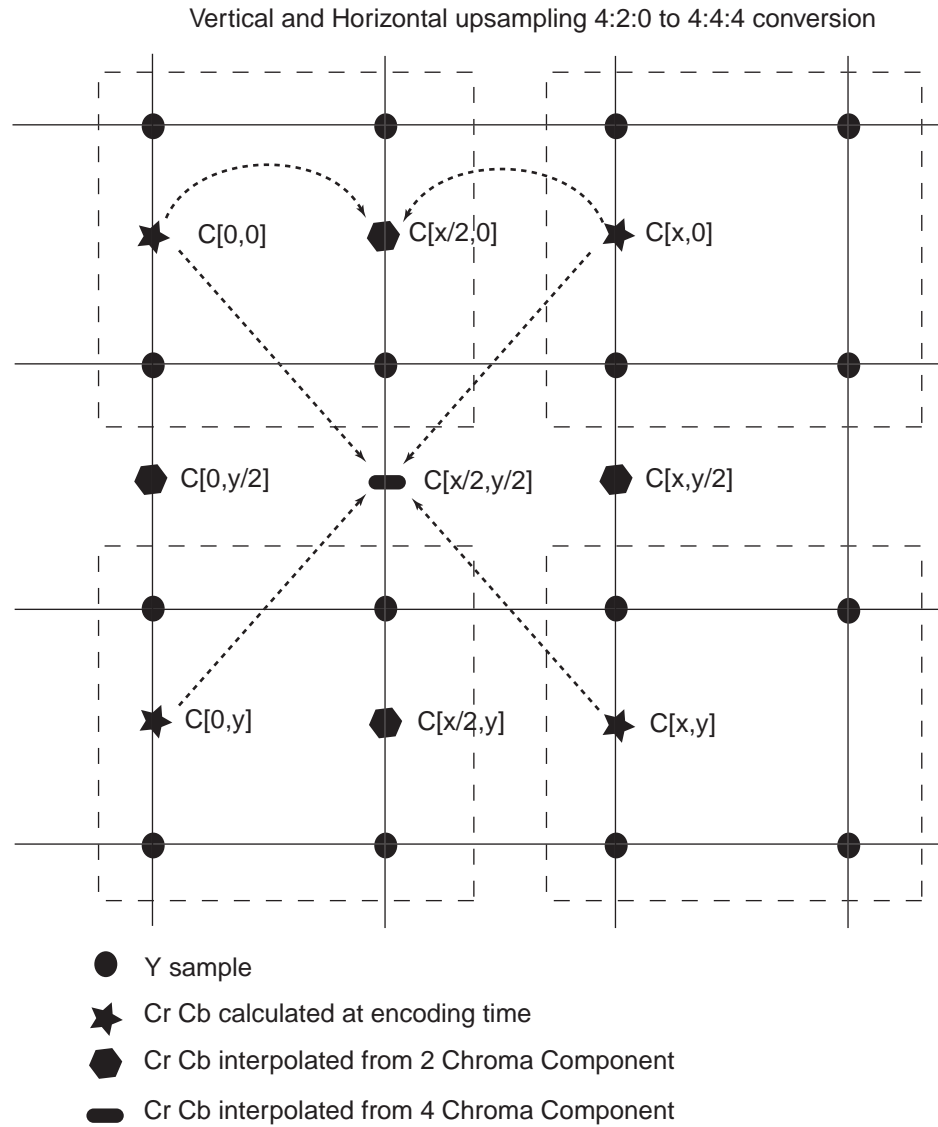 Vertical and Horizontal upsampling 4:2:0 to 4:4:4 conversion
C[0,0]
C[x/2,0]
C[x,0]
C[0,y/2]
C[x/2,y/2]
C[x,y/2]
C[0,y]
C[x/2,y]
C[x,y]
Y sample
Cr Cb calculated at encoding time
Cr Cb interpolated from 2 Chroma Component
Cr Cb interpolated from 4 Chroma Component